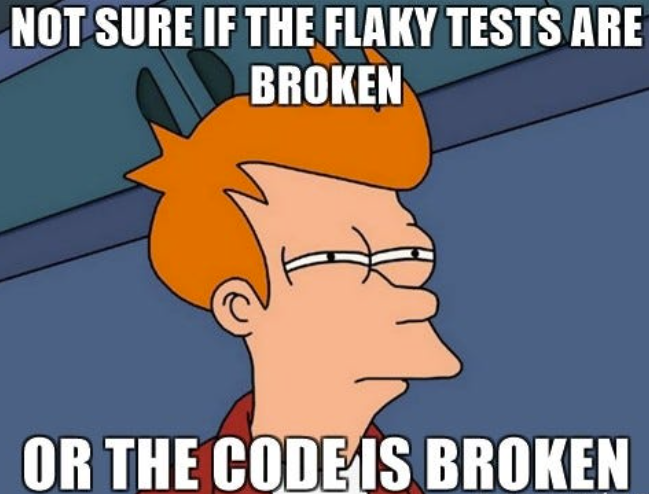 NOT SURE IF THE FLAKY TESTS ARE
BROKEN
OR THE CODE IS BROKEN